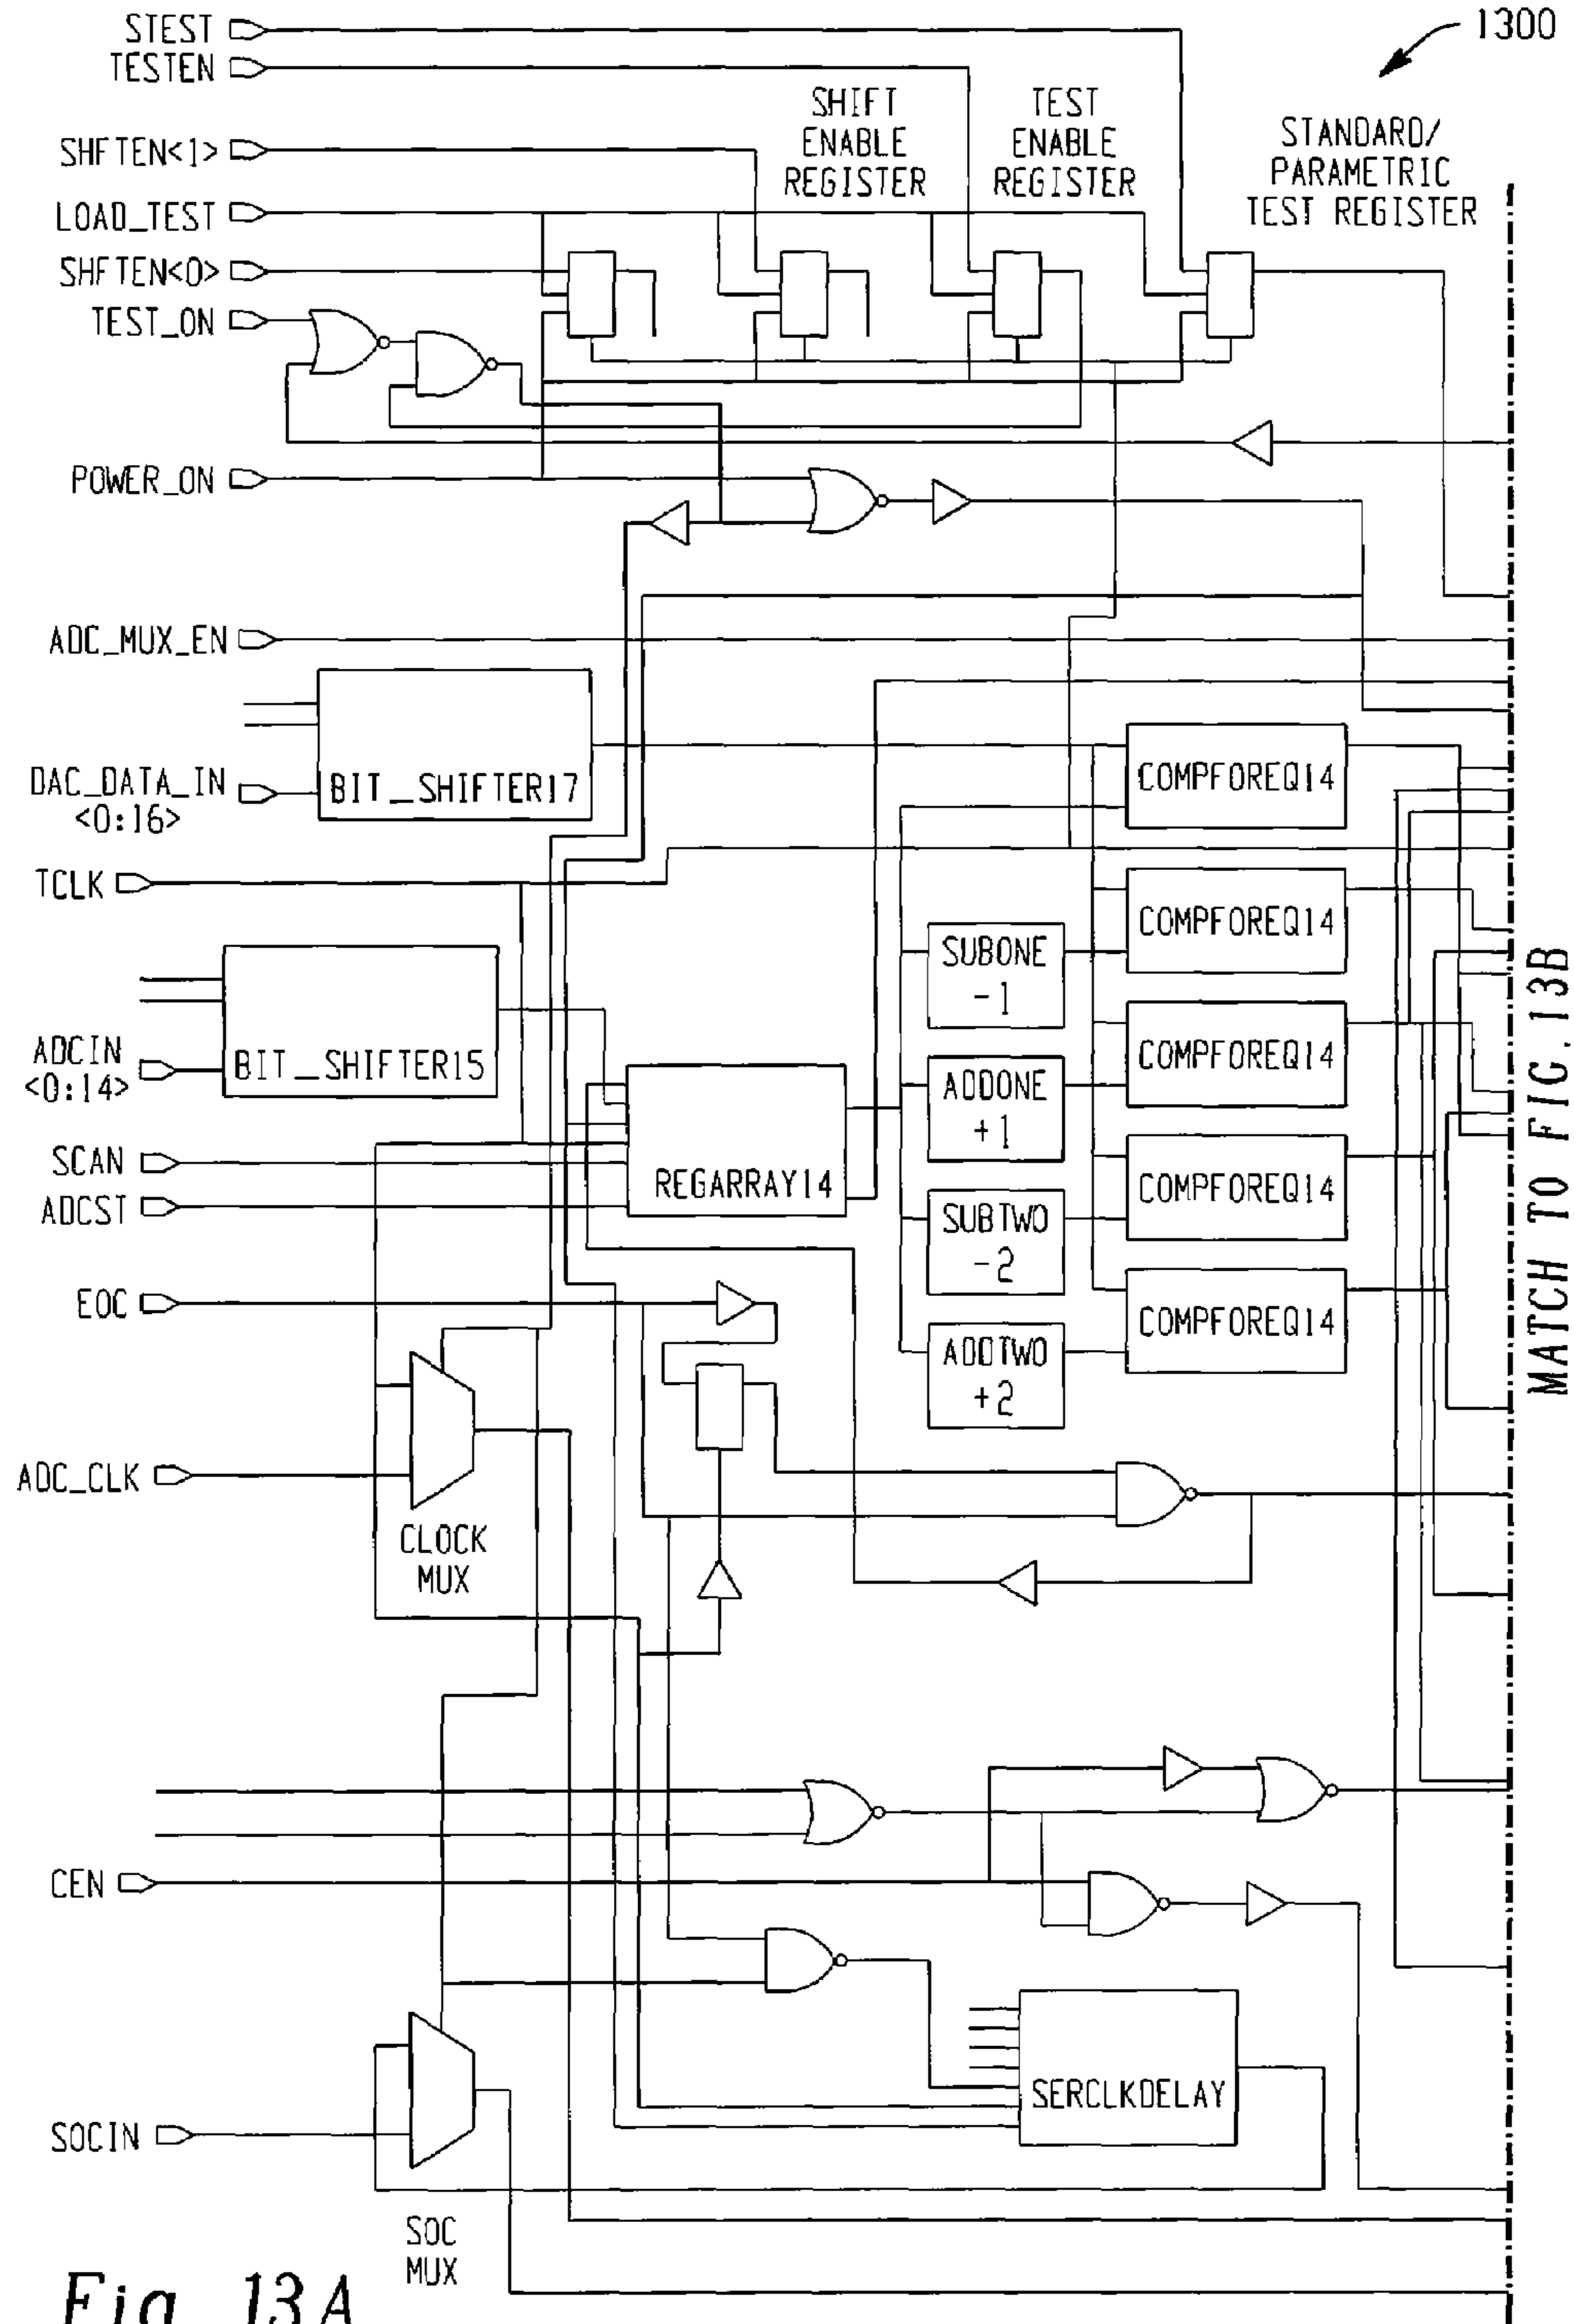 1300
STEST
TESTEN
SHFTEN<1>
LOAD_TEST
SHFTEN<0>
TEST_ON
SHIFT
ENABLE
REGISTER
TEST
ENABLE
REGISTER
STANDARD/
PARAMETRIC
TEST REGISTER
POWER_ON
ADC_MUX_EN
DAC_DATA_IN
<0:16>
BIT_SHIFTER17
TCLK
ADCIN
<0:14>
BIT_SHIFTER15
SCAN
ADCST
REGARRAY14
SUBONE
-1
ADDONE
+1
SUBTWO
-2
ADDTWO
+2
COMPFOREQ14
COMPFOREQ14
COMPFOREQ14
COMPFOREQ14
COMPFOREQ14
EOC
ADC_CLK
CLOCK
MUX
CEN
SERCLKDELAY
SOCIN
SOC
MUX
MATCH TO FIG.13B
Fig. 13A